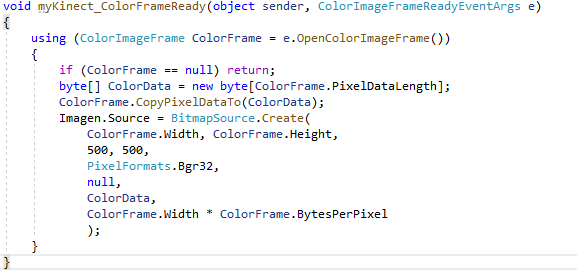 void myKinect_ColorFrameReady(object sender, ColorImageFrameReadyEventArgs e)
{
using (ColorImageFrame ColorFrame = e.OpenColorImageFrame())
{
if (ColorFrame == null) return;
byte[] ColorData = new byte[ColorFrame.PixelDataLength];
ColorFrame.CopyPixelDataTo(ColorData);
Imagen.Source = BitmapSource.Create(
ColorFrame.Width, ColorFrame.Height,
500, 500,
PixelFormats.Bgr32,
null,
ColorData,
ColorFrame.Width * ColorFrame.BytesPerPixel
);
}
}